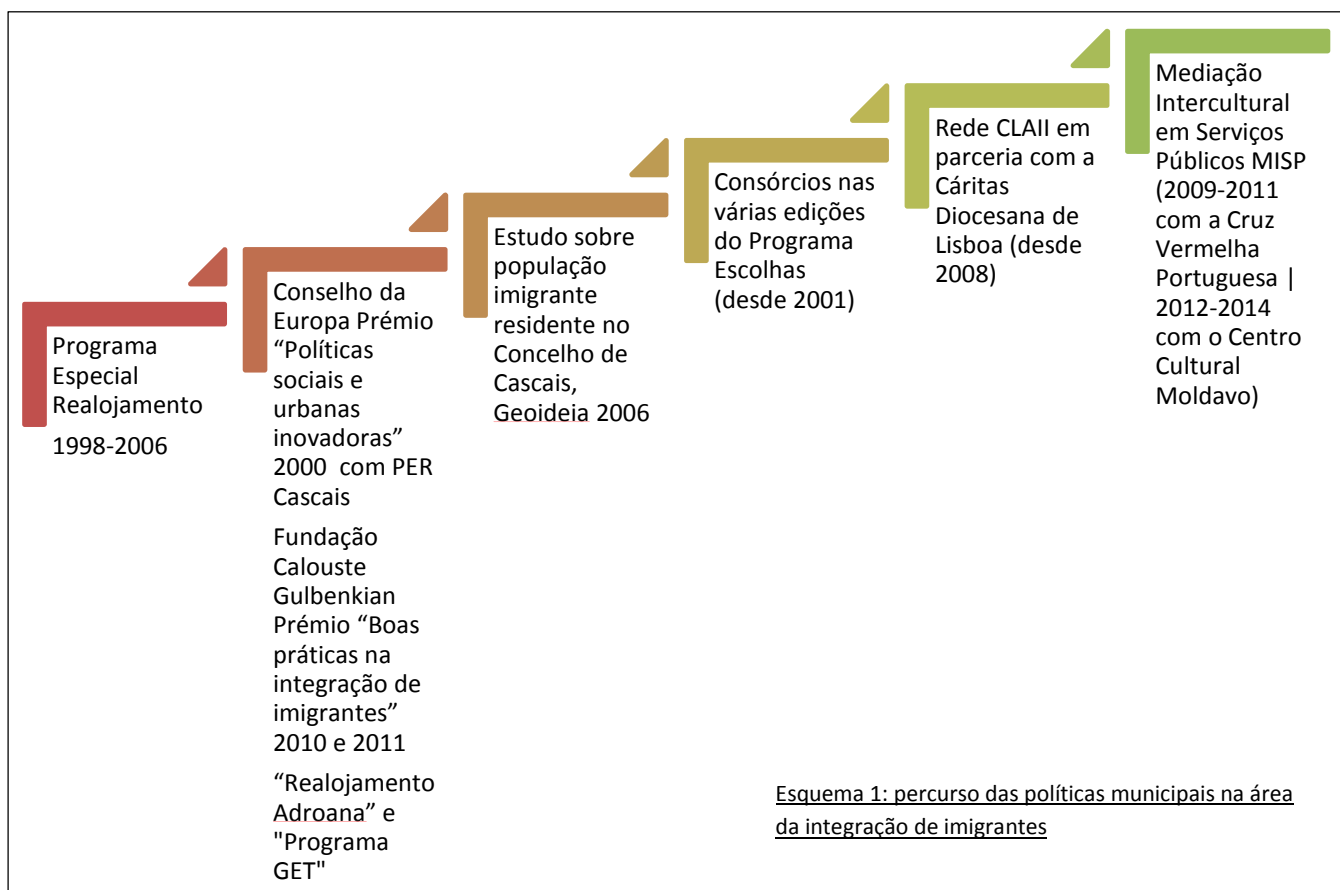 Programa
Especial
Realojamento
1998-2006
Conselho da
Europa Prémio
“Políticas
sociais e
urbanas
inovadoras”
2000 com PER
Cascais
Fundação
Calouste
Gulbenkian
Prémio “Boas
práticas na
integração de
imigrantes”
2010 e 2011
“Realojamento
Adroana” e
"Programa
GET"
Estudo sobre
população
imigrante
residente no
Concelho de
Cascais,
Geoideia 2006
Consórcios nas
várias edições
do Programa
Escolhas
(desde 2001)
Rede CLAII em
parceria com a
Cáritas
Diocesana de
Lisboa (desde
2008)
Mediação
Intercultural
em Serviços
Públicos MISP
(2009-2011
com a Cruz
Vermelha
Portuguesa |
2012-2014
com o Centro
Cultural
Moldavo)
Esquema 1: percurso das políticas municipais na área
da integração de imigrantes